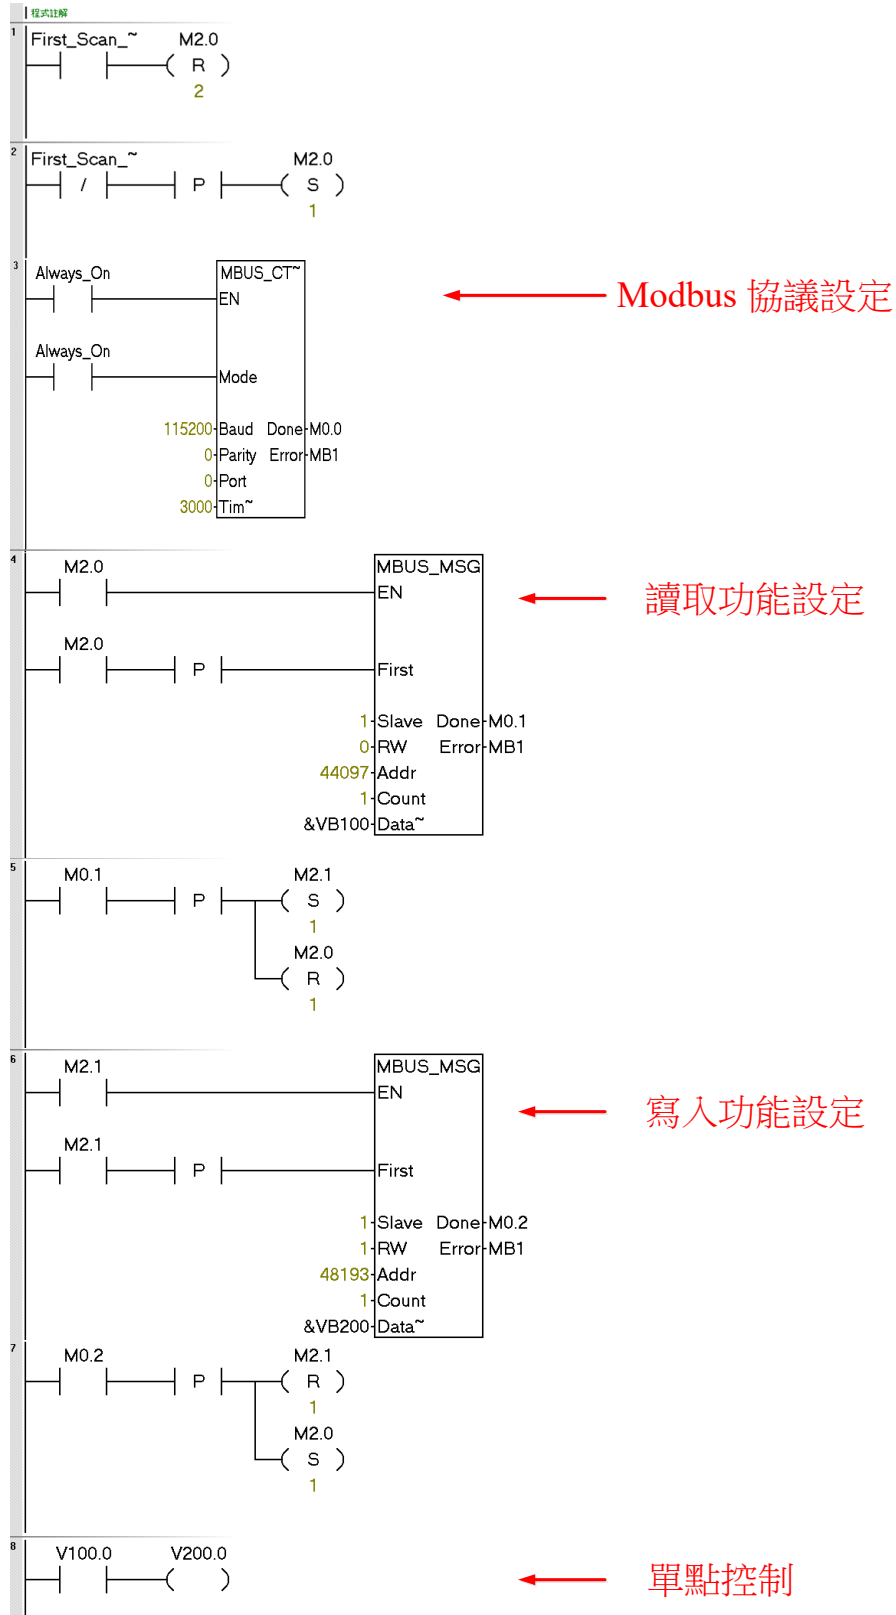 程式註解
1
First_Scan_~ M2.0
R
2
2
First_Scan_~ M2.0
/ P S
1
3
Always_On MBUS_CT~
EN
Always_On
Mode
115200 Baud Done M0.0
0 Parity Error MB1
0 Port
3000 Tim~
Modbus 協議設定
4
M2.0 MBUS_MSG
EN
讀取功能設定
M2.0
P First
1 Slave Done M0.1
0 RW Error MB1
44097 Addr
1 Count
&VB100 Data~
5
M0.1 M2.1
P S
1
M2.0
R
1
6
M2.1 MBUS_MSG
EN
寫入功能設定
M2.1
P First
1 Slave Done M0.2
1 RW Error MB1
48193 Addr
1 Count
&VB200 Data~
7
M0.2 M2.1
P R
1
M2.0
S
1
8
V100.0 V200.0
單點控制